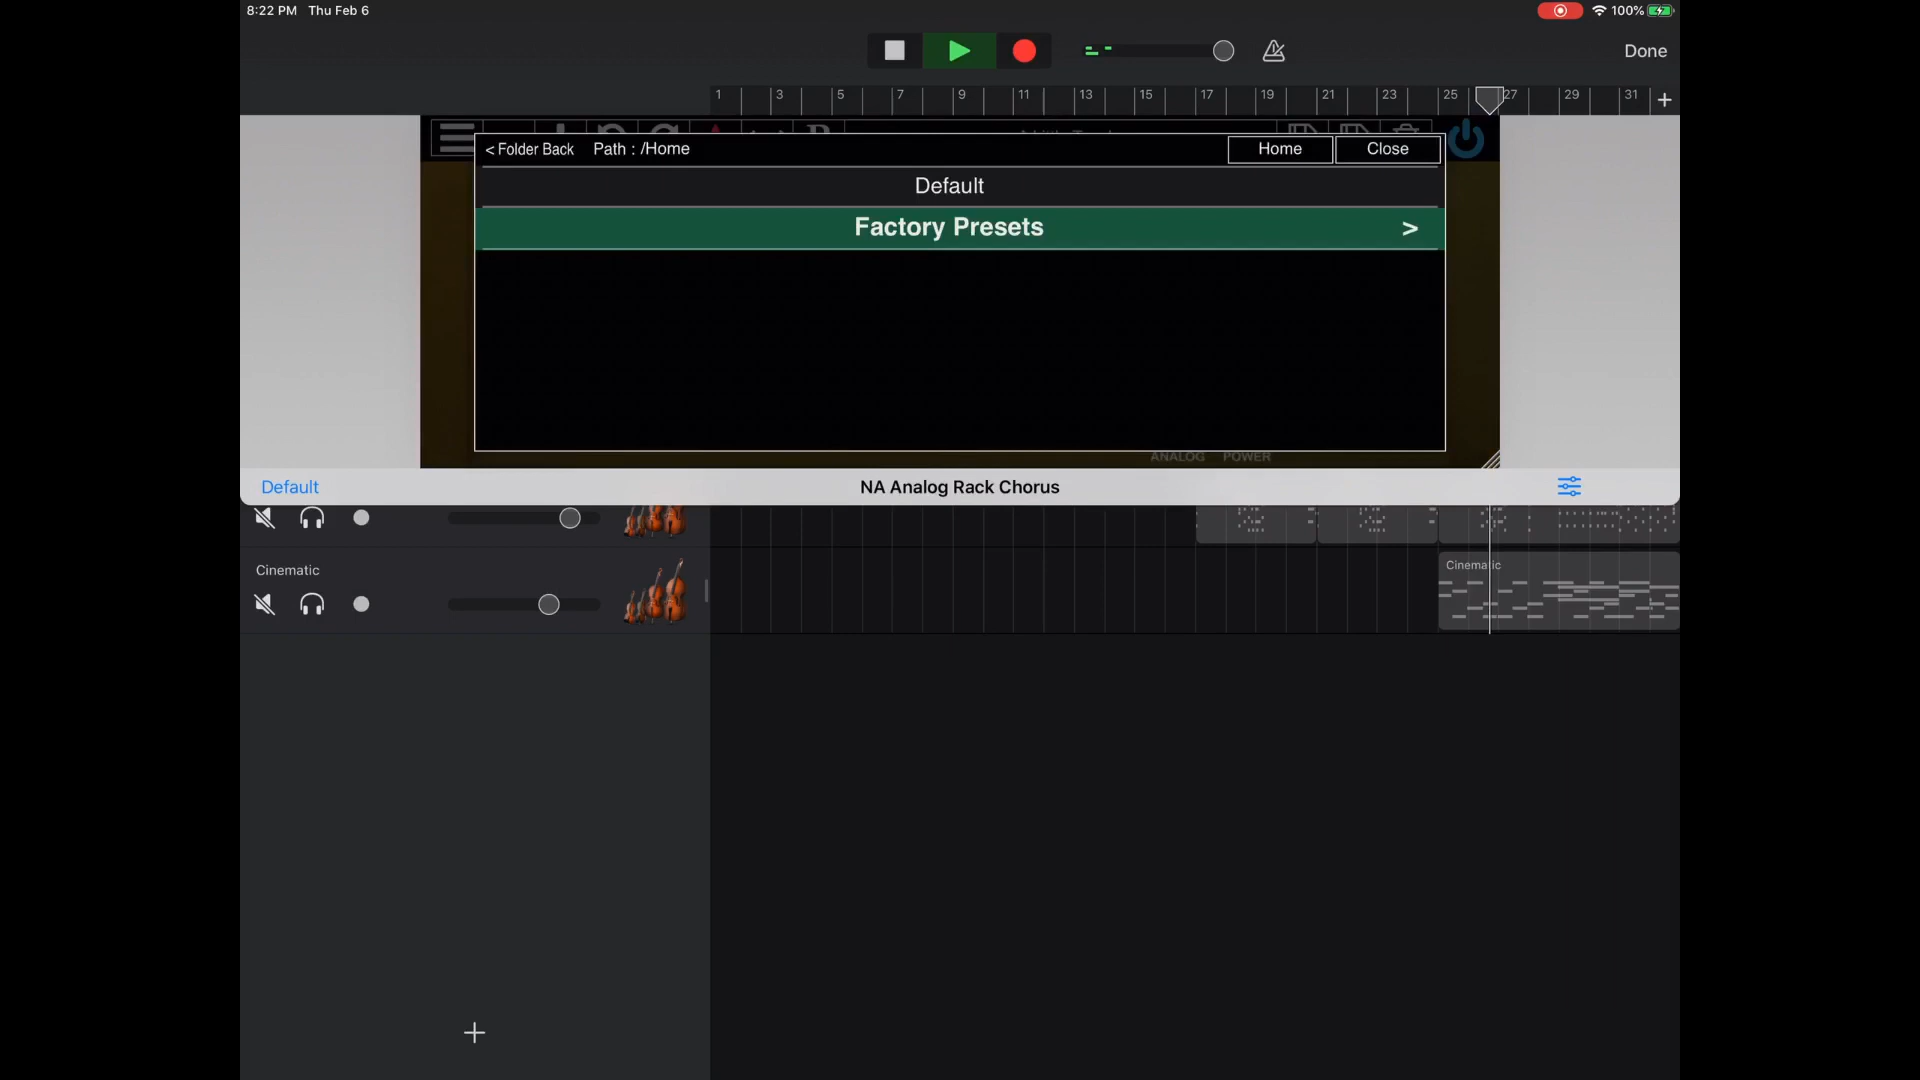 8:22 PM Thu Feb 6
100%
Done
1 3 5 7 9 11 13 15 17 19 21 23 25 27 29 31
< Folder Back Path : /Home Home Close
Default
Factory Presets >
ANALOG POWER
Default NA Analog Rack Chorus
Cinematic
Cinematic